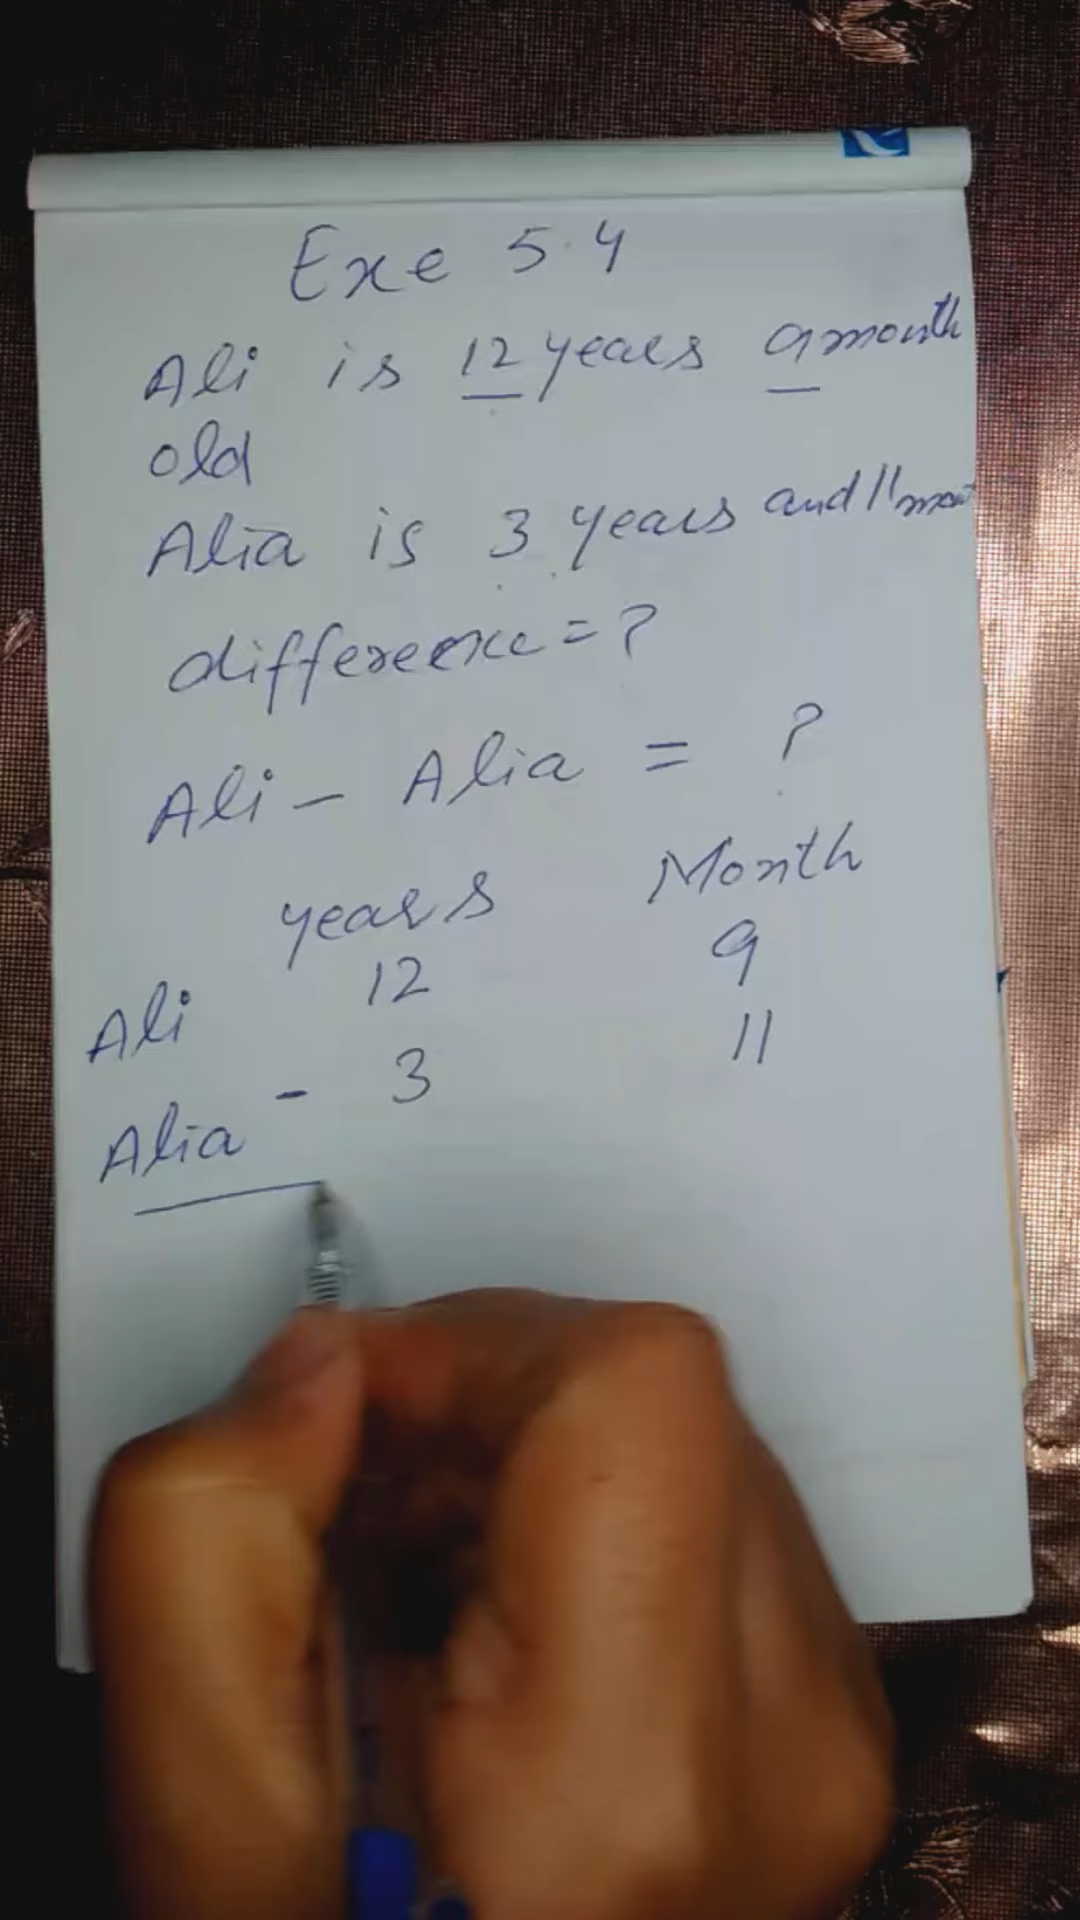 Exe 5.4
Ali is 12 years 9 month
old
Alia is 3 years and 11 mon
difference = ?
Ali - Alia = ?
years Month
Ali 12 9
Alia - 3 11